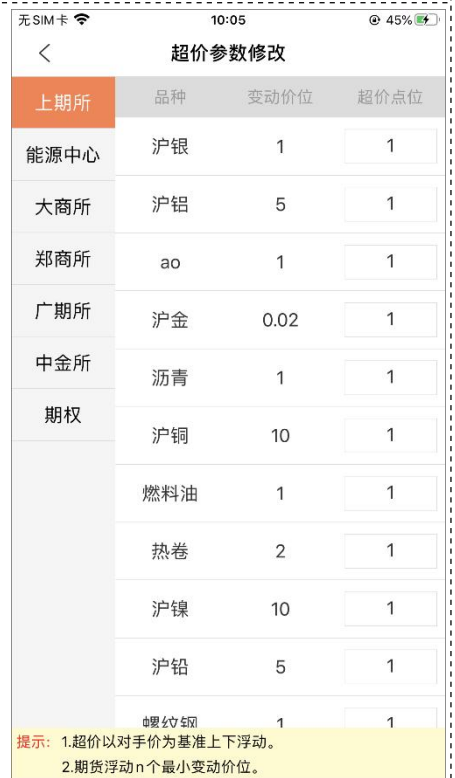 无SIM卡 10:05 45%
超价参数修改
上期所 品种 变动价位 超价点位
能源中心 沪银 1 1
大商所 沪铝 5 1
郑商所 ao 1 1
广期所 沪金 0.02 1
中金所 沥青 1 1
期权 沪铜 10 1
燃料油 1 1
热卷 2 1
沪镍 10 1
沪铅 5 1
螺纹钢 1 1
提示: 1.超价以对手价为基准上下浮动。
2.期货浮动n个最小变动价位。